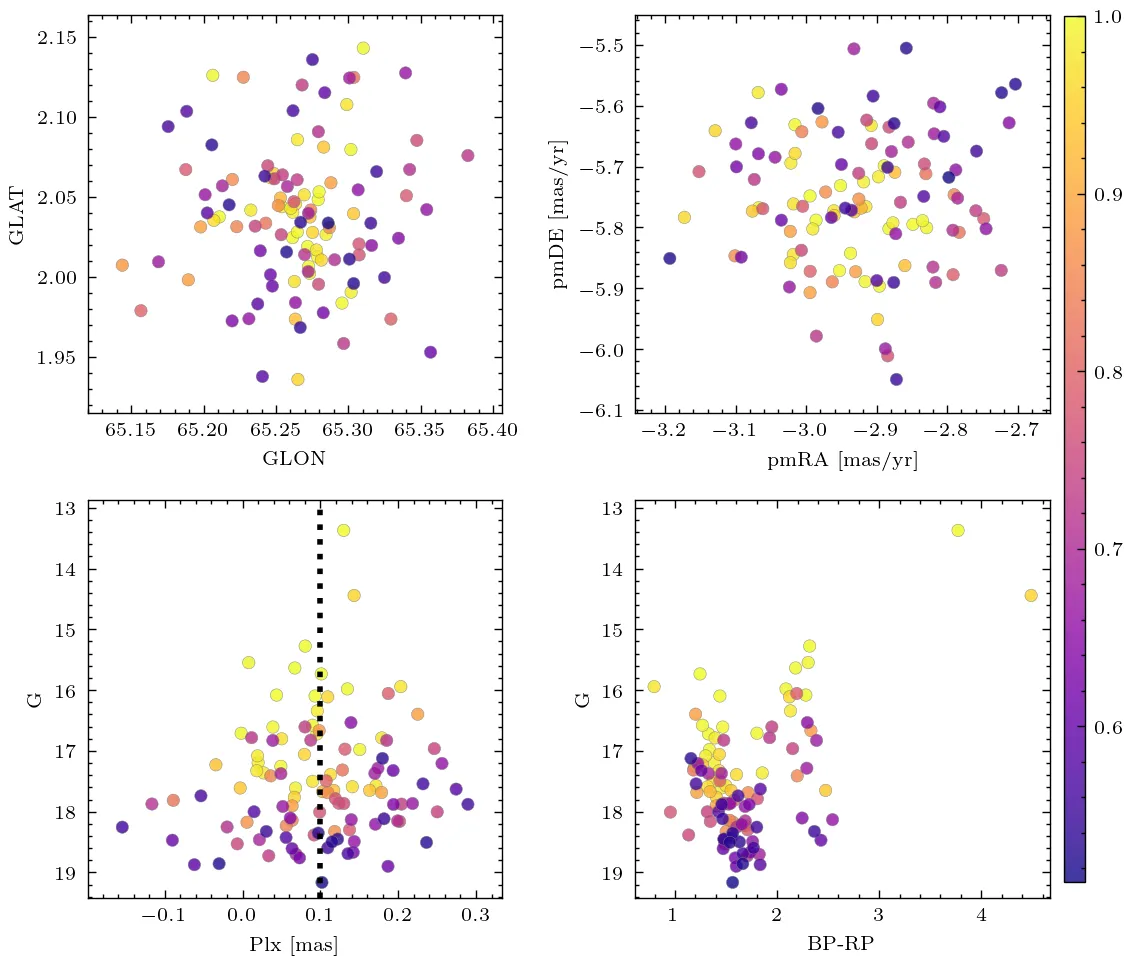 2.15
2.10
2.05
2.00
1.95
GLAT
65.15 65.20 65.25 65.30 65.35 65.40
GLON
−5.5
−5.6
−5.7
−5.8
−5.9
−6.0
−6.1
pmDE [mas/yr]
−3.2 −3.1 −3.0 −2.9 −2.8 −2.7
pmRA [mas/yr]
13
14
15
16
17
18
19
G
−0.1 0.0 0.1 0.2 0.3
Plx [mas]
13
14
15
16
17
18
19
G
1 2 3 4
BP-RP
1.0
0.9
0.8
0.7
0.6